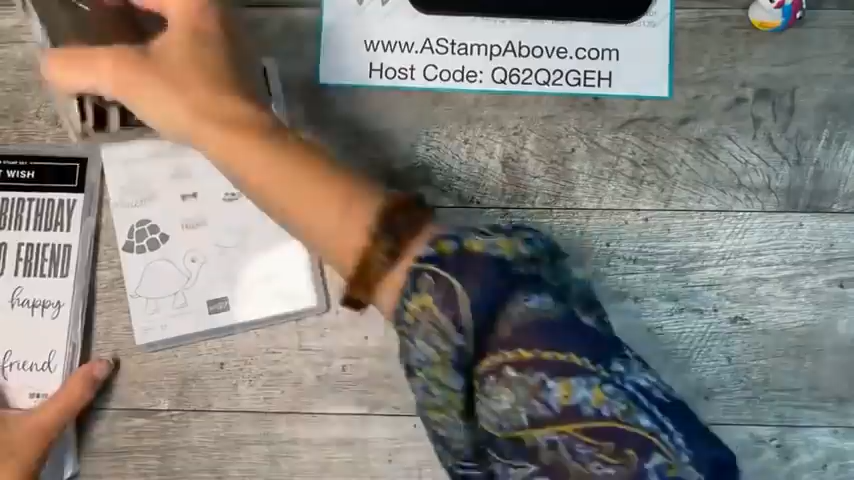 www.AStampAbove.com
Host Code: Q62Q2GEH
WISH
BIRTHDAY
FRIEND
happy
friend